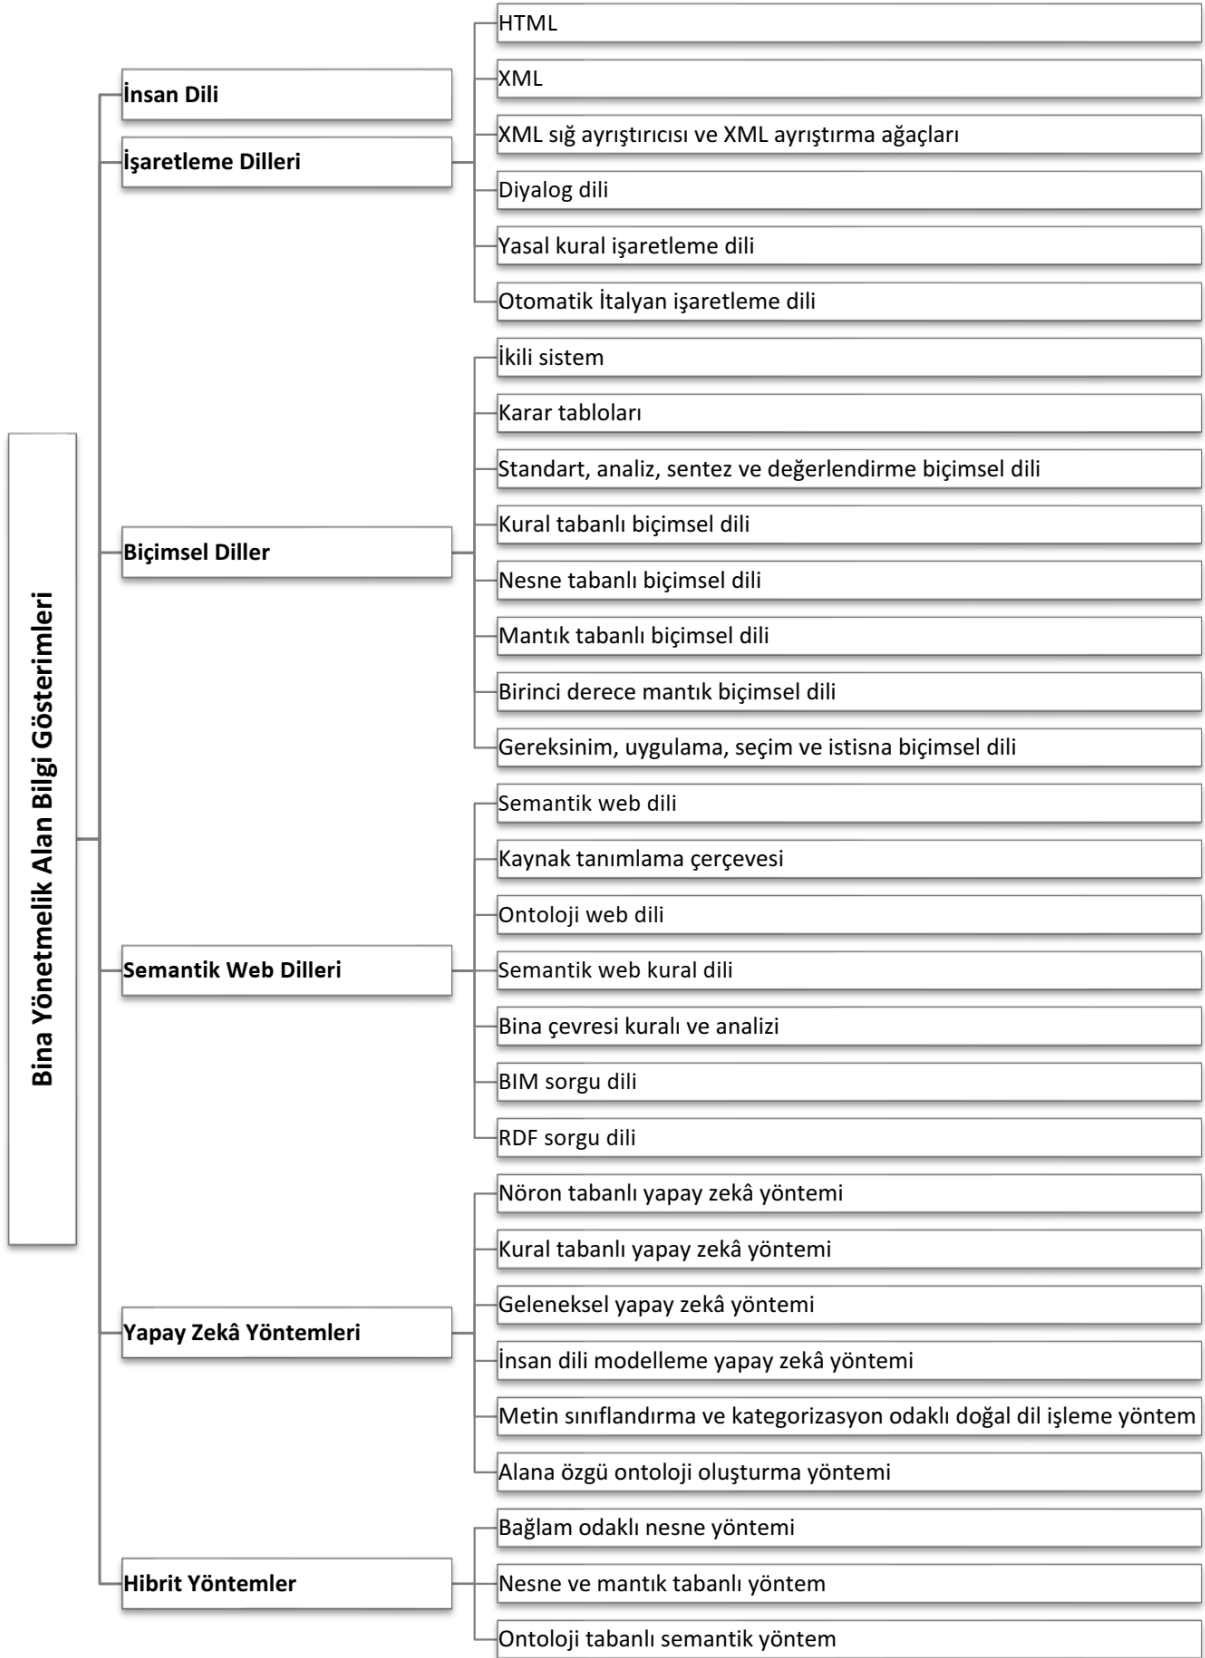 Bina Yönetmelik Alan Bilgi Gösterimleri
İnsan Dili
İşaretleme Dilleri
HTML
XML
XML sığ ayrıştırıcısı ve XML ayrıştırma ağaçları
Diyalog dili
Yasal kural işaretleme dili
Otomatik İtalyan işaretleme dili
Biçimsel Diller
İkili sistem
Karar tabloları
Standart, analiz, sentez ve değerlendirme biçimsel dili
Kural tabanlı biçimsel dili
Nesne tabanlı biçimsel dili
Mantık tabanlı biçimsel dili
Birinci derece mantık biçimsel dili
Gereksinim, uygulama, seçim ve istisna biçimsel dili
Semantik Web Dilleri
Semantik web dili
Kaynak tanımlama çerçevesi
Ontoloji web dili
Semantik web kural dili
Bina çevresi kuralı ve analizi
BIM sorgu dili
RDF sorgu dili
Yapay Zekâ Yöntemleri
Nöron tabanlı yapay zekâ yöntemi
Kural tabanlı yapay zekâ yöntemi
Geleneksel yapay zekâ yöntemi
İnsan dili modelleme yapay zekâ yöntemi
Metin sınıflandırma ve kategorizasyon odaklı doğal dil işleme yöntem
Alana özgü ontoloji oluşturma yöntemi
Hibrit Yöntemler
Bağlam odaklı nesne yöntemi
Nesne ve mantık tabanlı yöntem
Ontoloji tabanlı semantik yöntem